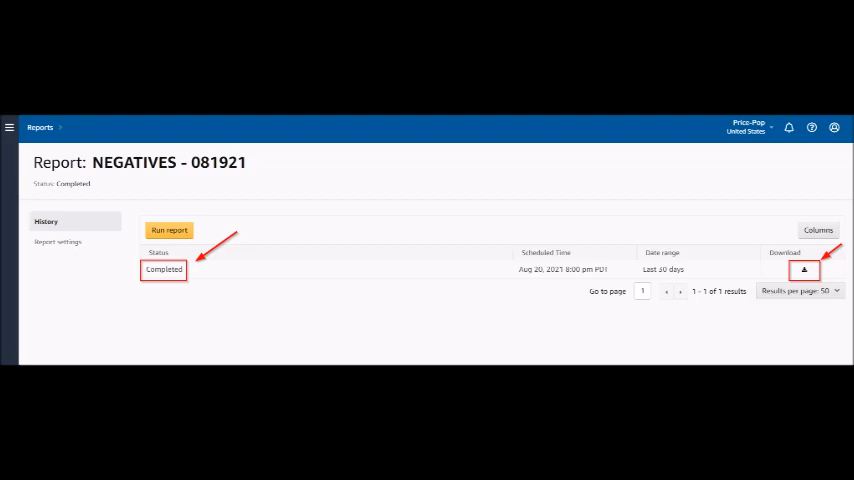 Reports
Price-Pop
United States
Report: NEGATIVES - 081921
Status: Completed
History
Report settings
Run report
Columns
Status
Scheduled Time
Date range
Download
Completed
Aug 20, 2021 8:00 pm PDT
Last 30 days
Go to page
1
1 - 1 of 1 results
Results per page: 50